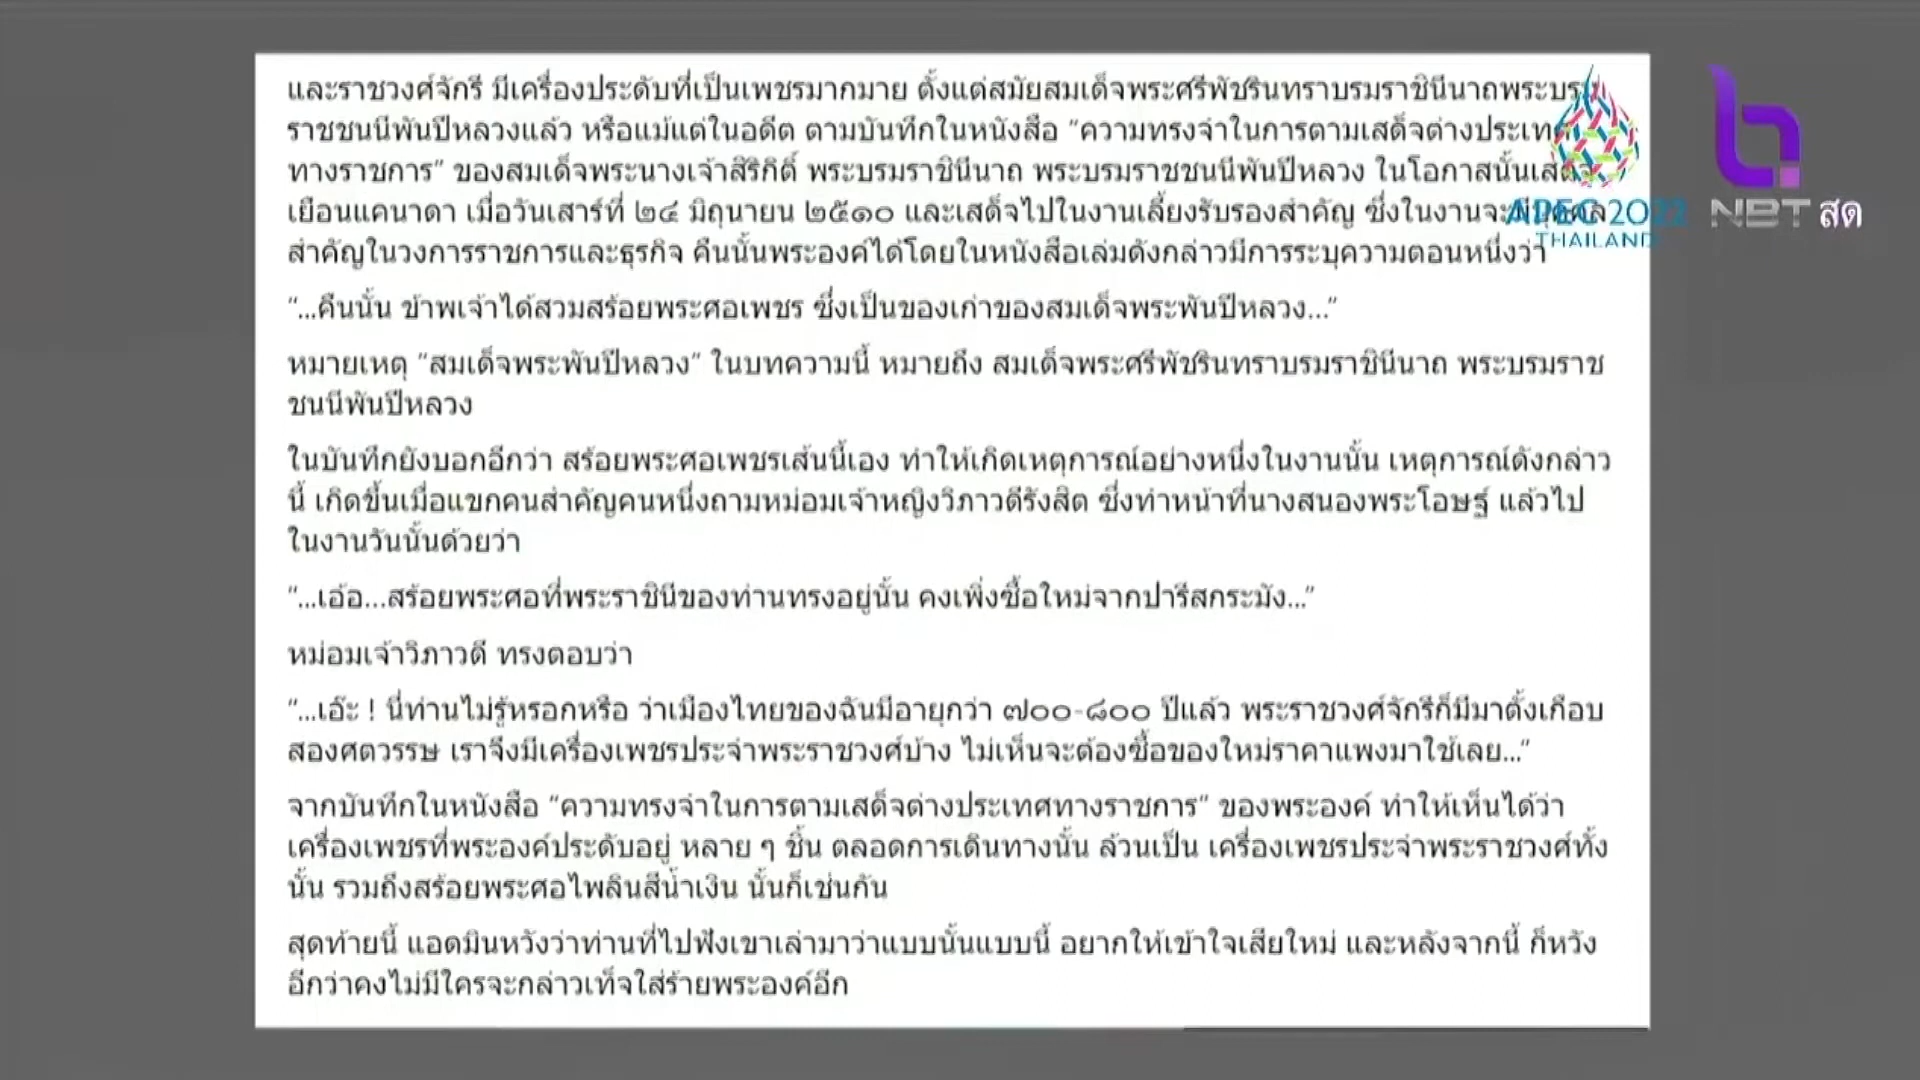 และราชวงศ์จักรี มีเครื่องประดับที่เป็นเพชรมากมาย ตั้งแต่สมัยสมเด็จพระศรีพัชรินทราบรมราชินีนาถพระบรม
ราชชนนีพันปีหลวงแล้ว หรือแม้แต่ในอดีต ตามบันทึกในหนังสือ “ความทรงจำในการตามเสด็จต่างประเทศ
ทางราชการ” ของสมเด็จพระนางเจ้าสิริกิติ์ พระบรมราชินีนาถ พระบรมราชชนนีพันปีหลวง ในโอกาสนั้นเสด็จ
เยือนแคนาดา เมื่อวันเสาร์ที่ ๒๔ มิถุนายน ๒๕๑๐ และเสด็จไปในงานเลี้ยงรับรองสำคัญ ซึ่งในงานจะ
สำคัญในวงการราชการและธุรกิจ คืนนั้นพระองค์ได้โดยในหนังสือเล่มดังกล่าวมีการระบุความตอนหนึ่งว่า
“...คืนนั้น ข้าพเจ้าได้สวมสร้อยพระศอเพชร ซึ่งเป็นของเก่าของสมเด็จพระพันปีหลวง...”
หมายเหตุ “สมเด็จพระพันปีหลวง” ในบทความนี้ หมายถึง สมเด็จพระศรีพัชรินทราบรมราชินีนาถ พระบรมราช
ชนนีพันปีหลวง
ในบันทึกยังบอกอีกว่า สร้อยพระศอเพชรเส้นนี้เอง ทำให้เกิดเหตุการณ์อย่างหนึ่งในงานนั้น เหตุการณ์ดังกล่าว
นี้ เกิดขึ้นเมื่อแขกคนสำคัญคนหนึ่งถามหม่อมเจ้าหญิงวิภาวดีรังสิต ซึ่งทำหน้าที่นางสนองพระโอษฐ์ แล้วไป
ในงานวันนั้นด้วยว่า
“...เอ้อ...สร้อยพระศอที่พระราชินีของท่านทรงอยู่นั้น คงเพิ่งซื้อใหม่จากปารีสกระมัง...”
หม่อมเจ้าวิภาวดี ทรงตอบว่า
“...เอ๊ะ ! นี่ท่านไม่รู้หรอกหรือ ว่าเมืองไทยของฉันมีอายุกว่า ๗๐๐-๘๐๐ ปีแล้ว พระราชวงศ์จักรีก็มีมาตั้งเกือบ
สองศตวรรษ เราจึงมีเครื่องเพชรประจำพระราชวงศ์บ้าง ไม่เห็นจะต้องซื้อของใหม่ราคาแพงมาใช้เลย...”
จากบันทึกในหนังสือ “ความทรงจำในการตามเสด็จต่างประเทศทางราชการ” ของพระองค์ ทำให้เห็นได้ว่า
เครื่องเพชรที่พระองค์ประดับอยู่ หลาย ๆ ชิ้น ตลอดการเดินทางนั้น ล้วนเป็น เครื่องเพชรประจำพระราชวงศ์ทั้ง
นั้น รวมถึงสร้อยพระศอไพลินสีน้ำเงิน นั้นก็เช่นกัน
สุดท้ายนี้ แอดมินหวังว่าท่านที่ไปฟังเขาเล่ามาว่าแบบนั้นแบบนี้ อยากให้เข้าใจเสียใหม่ และหลังจากนี้ ก็หวัง
อีกว่าคงไม่มีใครจะกล่าวเท็จใส่ร้ายพระองค์อีก
APEC 2022
THAILAND
NBT สด